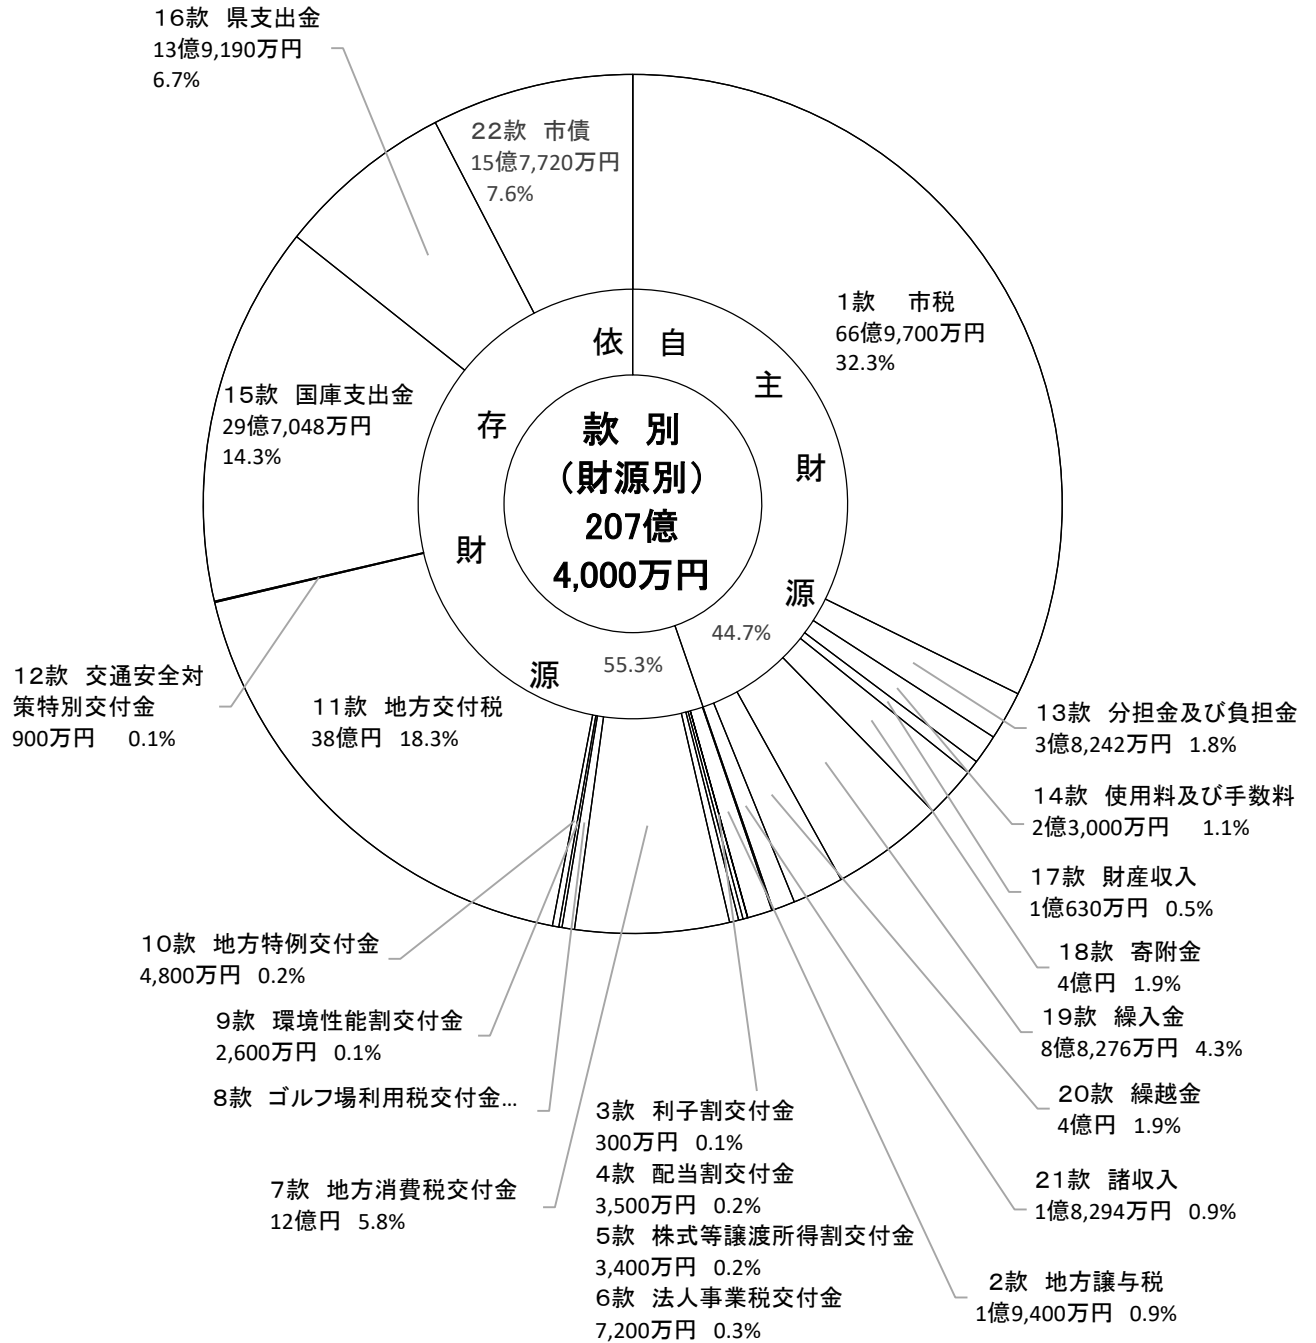 16款 県支出金
13億9,190万円
6.7%
22款 市債
15億7,720万円
7.6%
1款 市税
66億9,700万円
32.3%
依存財源
自主財源
15款 国庫支出金
29億7,048万円
14.3%
款 別
（財源別）
207億
4,000万円
44.7%
55.3%
12款 交通安全対
策特別交付金
900万円 0.1%
11款 地方交付税
38億円 18.3%
13款 分担金及び負担金
3億8,242万円 1.8%
14款 使用料及び手数料
2億3,000万円 1.1%
17款 財産収入
1億630万円 0.5%
18款 寄附金
4億円 1.9%
19款 繰入金
8億8,276万円 4.3%
20款 繰越金
4億円 1.9%
21款 諸収入
1億8,294万円 0.9%
2款 地方譲与税
1億9,400万円 0.9%
10款 地方特例交付金
4,800万円 0.2%
9款 環境性能割交付金
2,600万円 0.1%
8款 ゴルフ場利用税交付金…
7款 地方消費税交付金
12億円 5.8%
3款 利子割交付金
300万円 0.1%
4款 配当割交付金
3,500万円 0.2%
5款 株式等譲渡所得割交付金
3,400万円 0.2%
6款 法人事業税交付金
7,200万円 0.3%